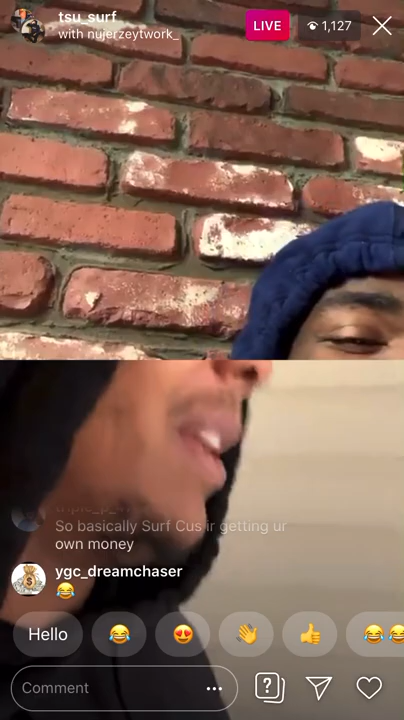 tsu_surf
LIVE
1,127
with nujerzeytwork_
So basically Surf Cus ir getting ur
own money
ygc_dreamchaser
Hello
Comment